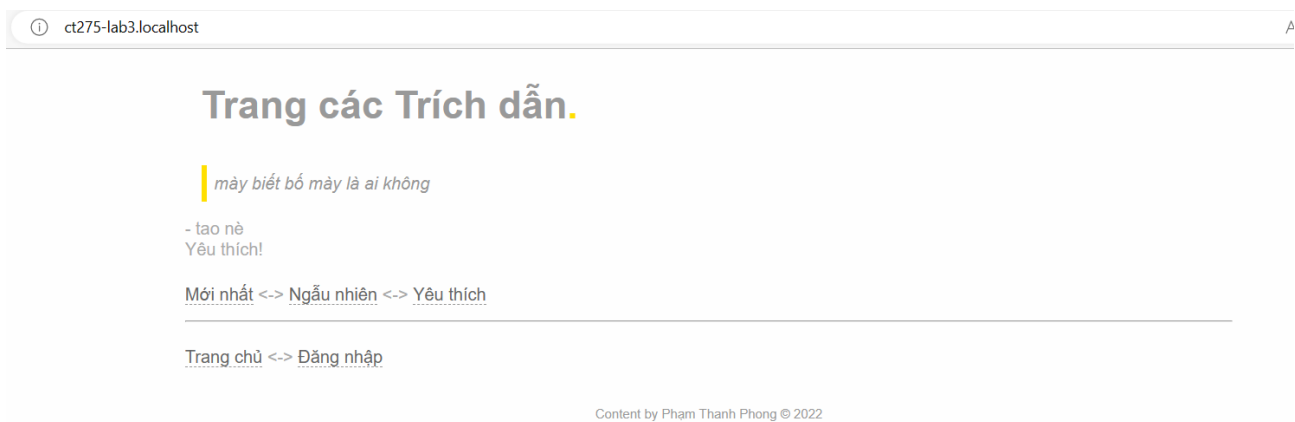 ct275-lab3.localhost
Trang các Trích dẫn.
mày biết bố mày là ai không
- tao nè
Yêu thích!
Mới nhất <-> Ngẫu nhiên <-> Yêu thích
Trang chủ <-> Đăng nhập
Content by Phạm Thanh Phong © 2022